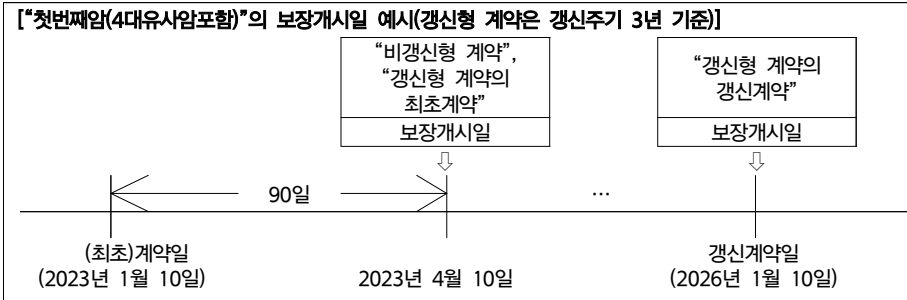 [“첫번째암(4대유사암포함)”의 보장개시일 예시(갱신형 계약은 갱신주기 3년 기준)]
“비갱신형 계약”,
“갱신형 계약의
최초계약”
보장개시일
“갱신형 계약의
갱신계약”
보장개시일
90일
…
(최초)계약일
(2023년 1월 10일)
2023년 4월 10일
갱신계약일
(2026년 1월 10일)